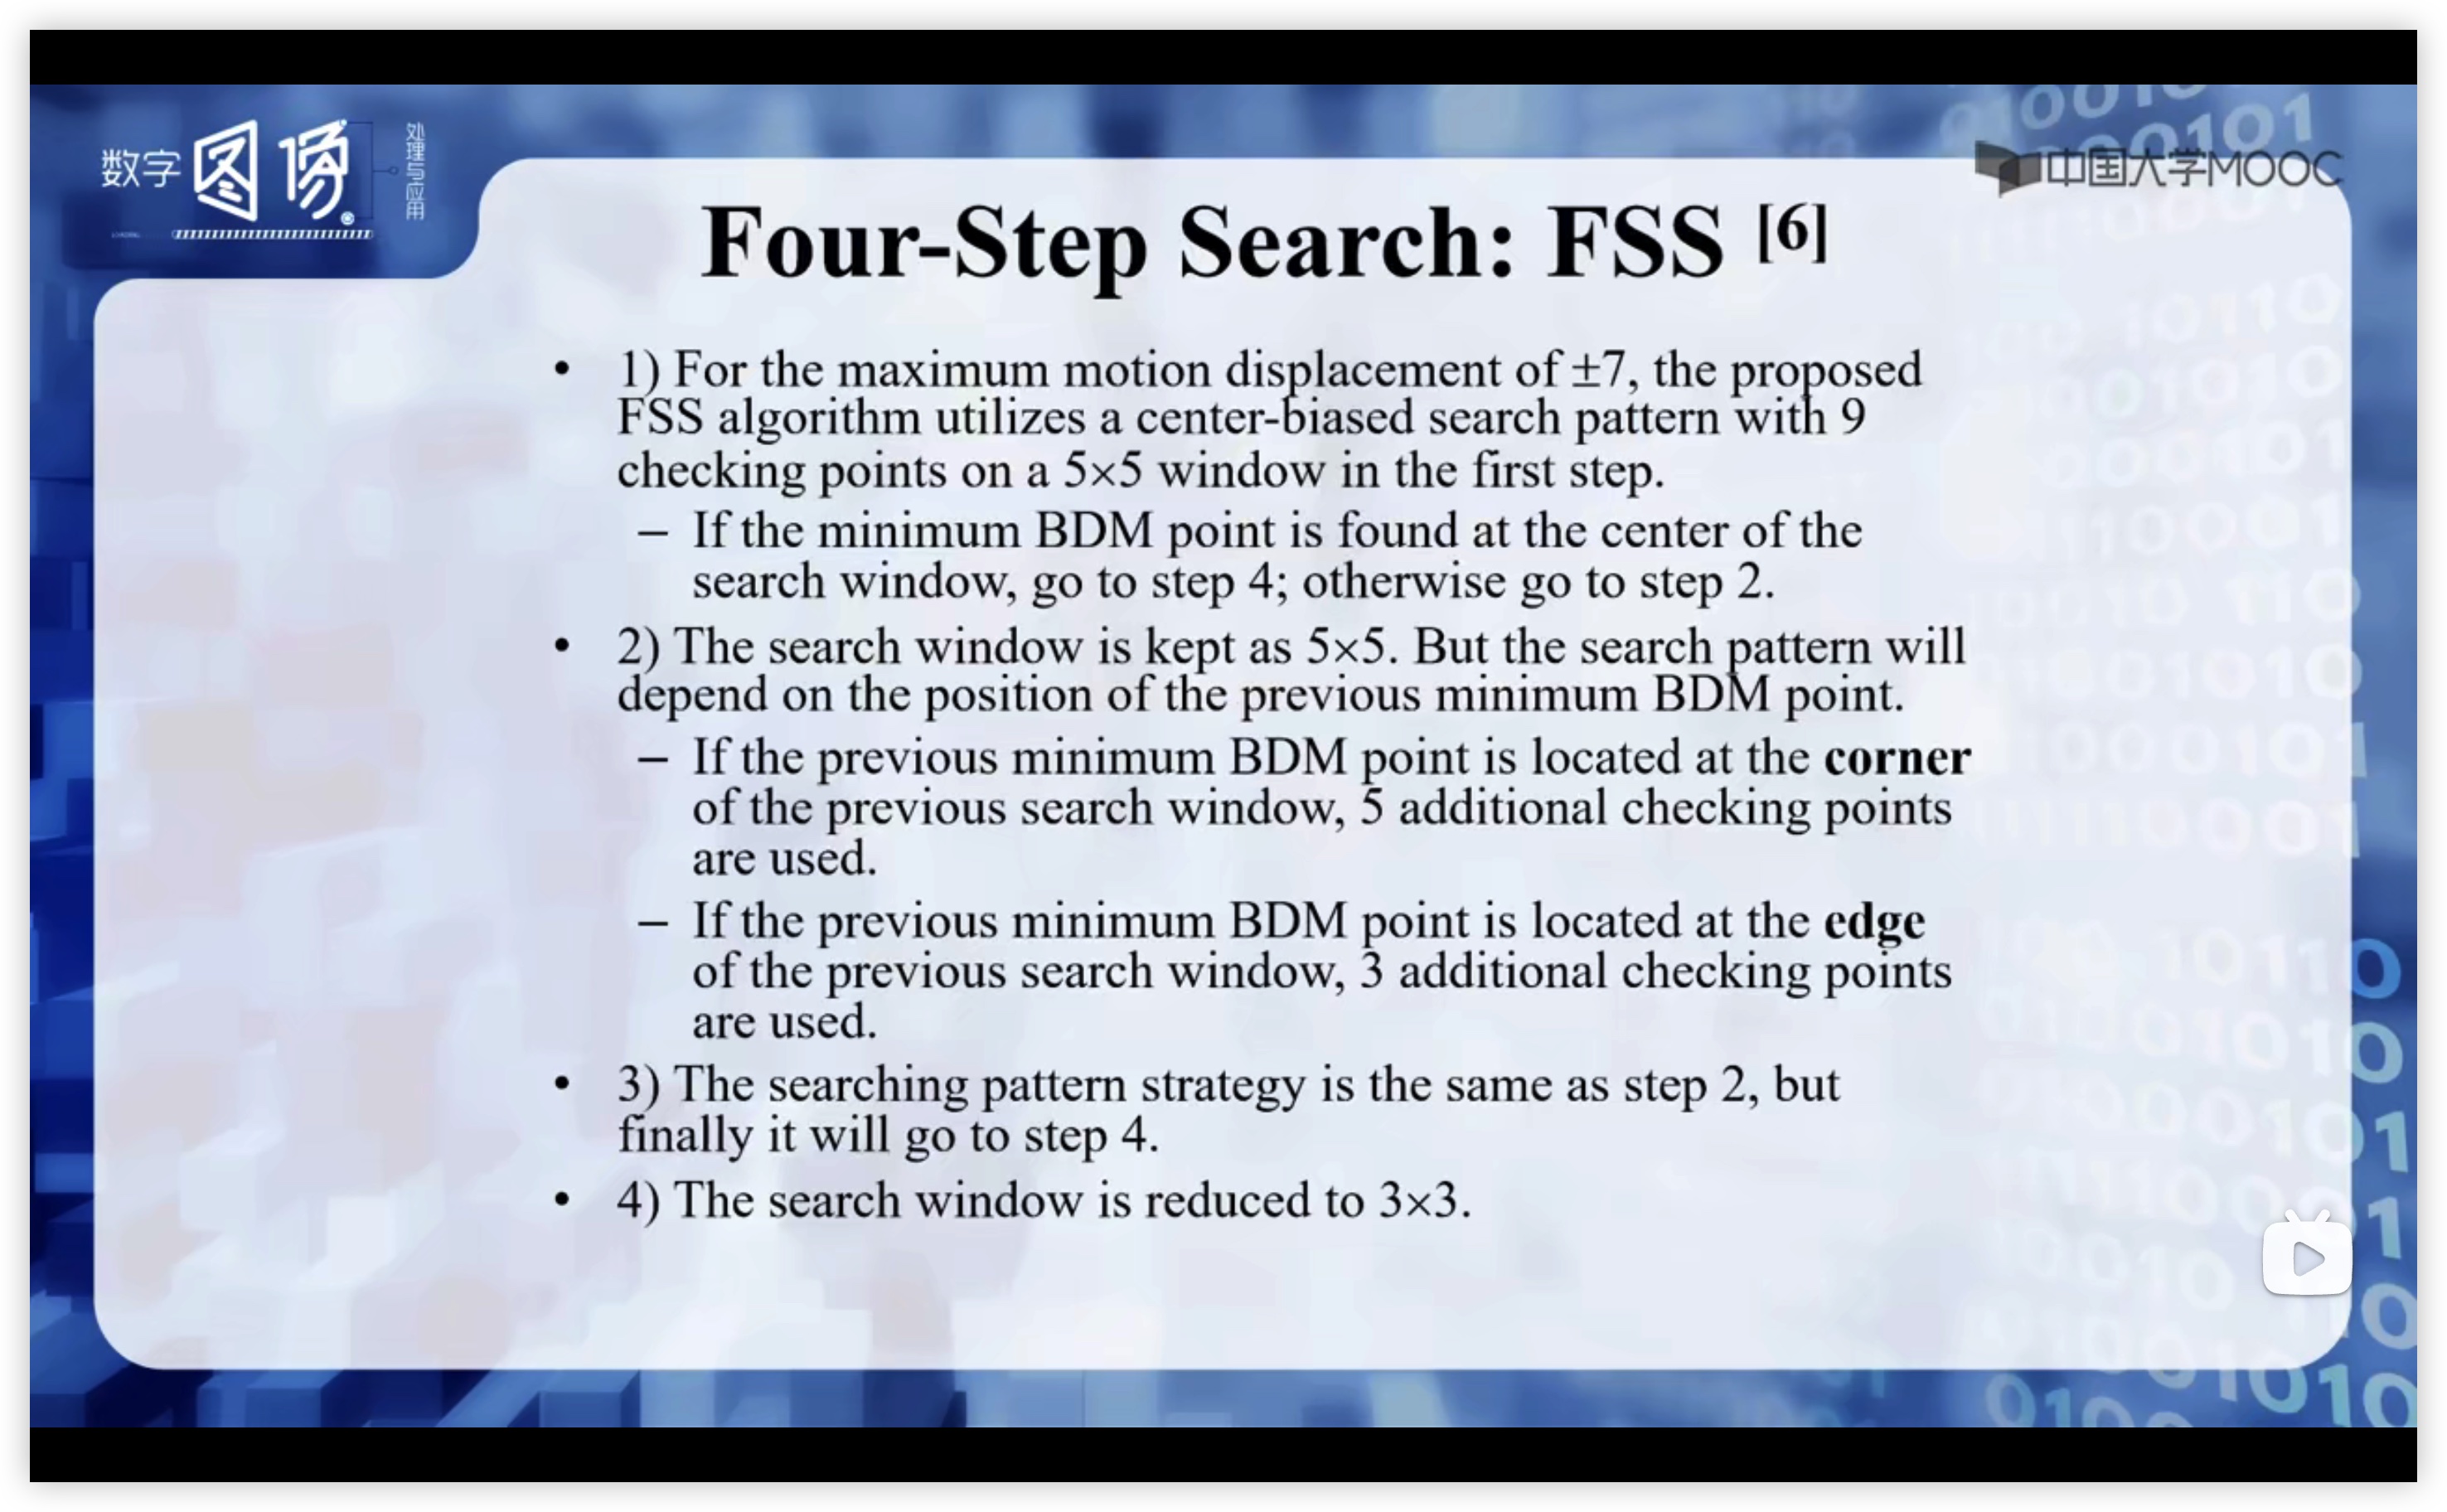 数字图像
处理与应用
中国大学MOOC
Four-Step Search: FSS [6]
• 1) For the maximum motion displacement of ±7, the proposed
FSS algorithm utilizes a center-biased search pattern with 9
checking points on a 5×5 window in the first step.
– If the minimum BDM point is found at the center of the
search window, go to step 4; otherwise go to step 2.
• 2) The search window is kept as 5×5. But the search pattern will
depend on the position of the previous minimum BDM point.
– If the previous minimum BDM point is located at the corner
of the previous search window, 5 additional checking points
are used.
– If the previous minimum BDM point is located at the edge
of the previous search window, 3 additional checking points
are used.
• 3) The searching pattern strategy is the same as step 2, but
finally it will go to step 4.
• 4) The search window is reduced to 3×3.